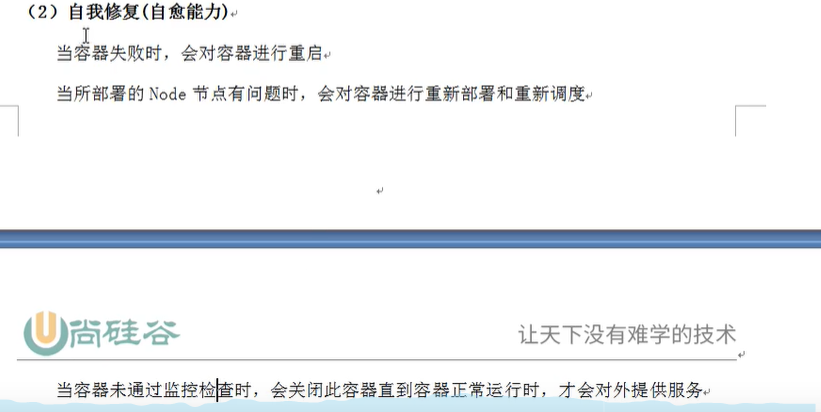 （2）自我修复(自愈能力)
当容器失败时，会对容器进行重启
当所部署的 Node 节点有问题时，会对容器进行重新部署和重新调度
尚硅谷
让天下没有难学的技术
当容器未通过监控检查时，会关闭此容器直到容器正常运行时，才会对外提供服务